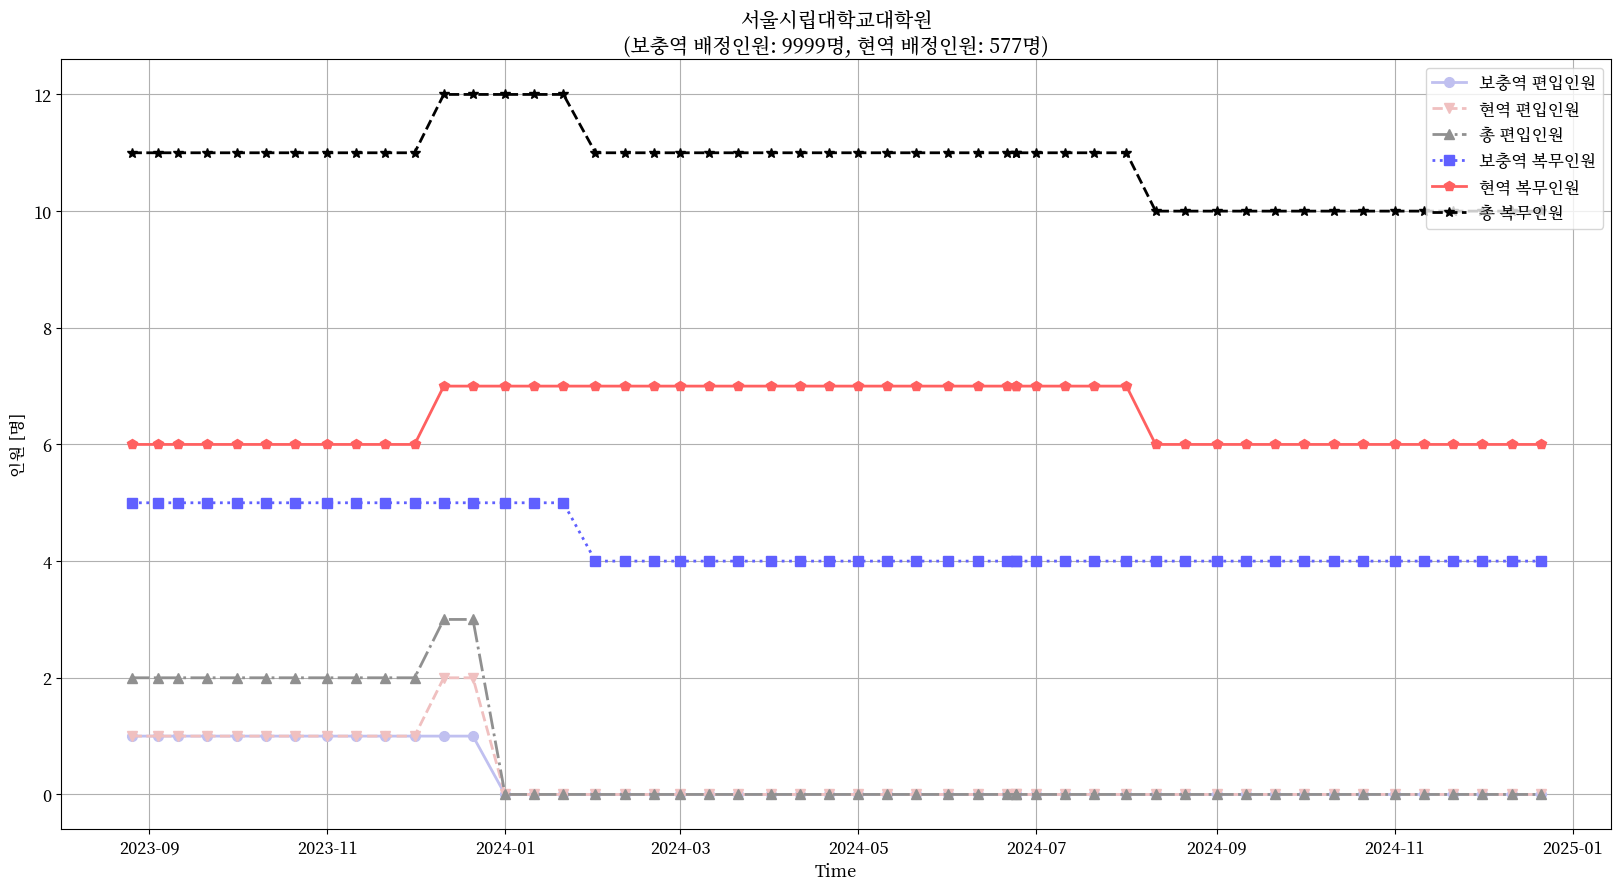 서울시립대학교대학원
(보충역 배정인원: 9999명, 현역 배정인원: 577명)
보충역 편입인원
현역 편입인원
총 편입인원
보충역 복무인원
현역 복무인원
총 복무인원
인원 [명]
12
10
8
6
4
2
0
2023-09
2023-11
2024-01
2024-03
2024-05
2024-07
2024-09
2024-11
2025-01
Time